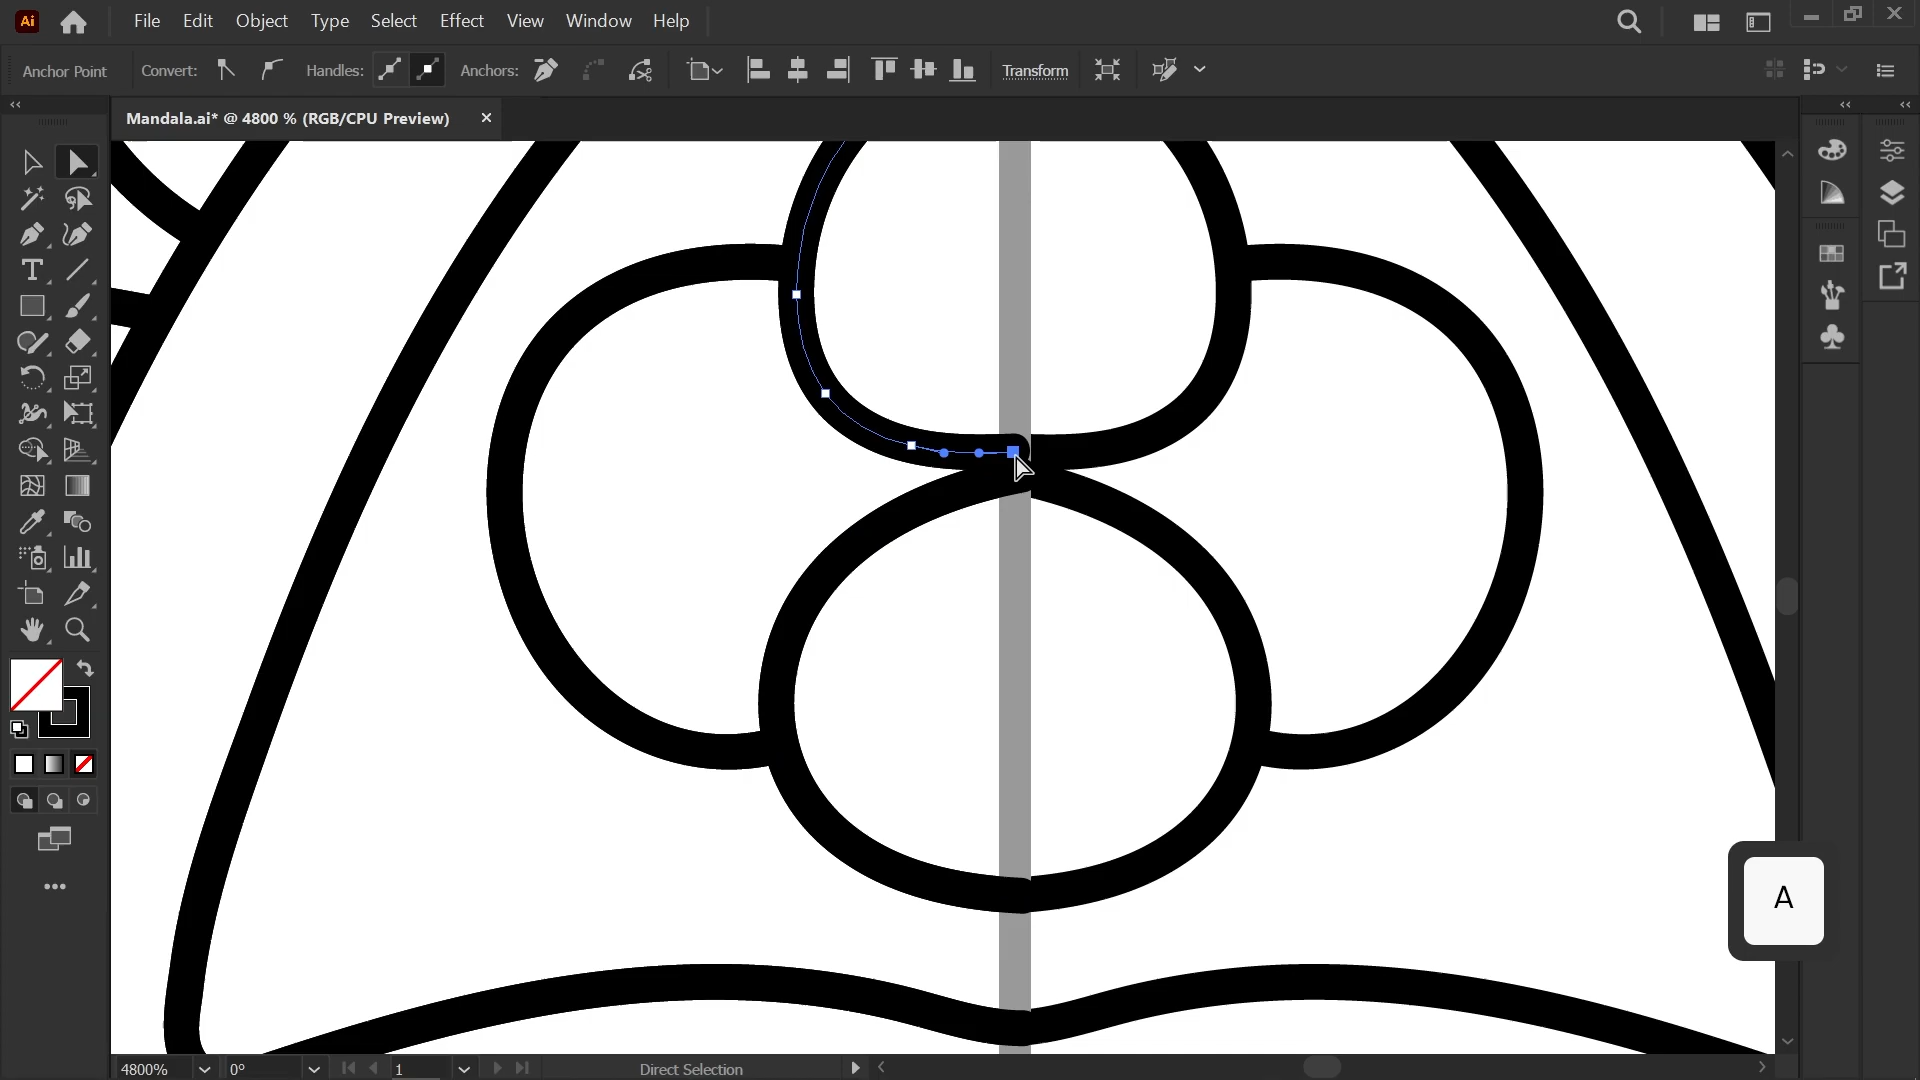 Ai File Edit Object Type Select Effect View Window Help
Anchor Point Convert: Handles: Anchors: Transform
Mandala.ai* @ 4800 % (RGB/CPU Preview)
A
4800% 0° 1 Direct Selection